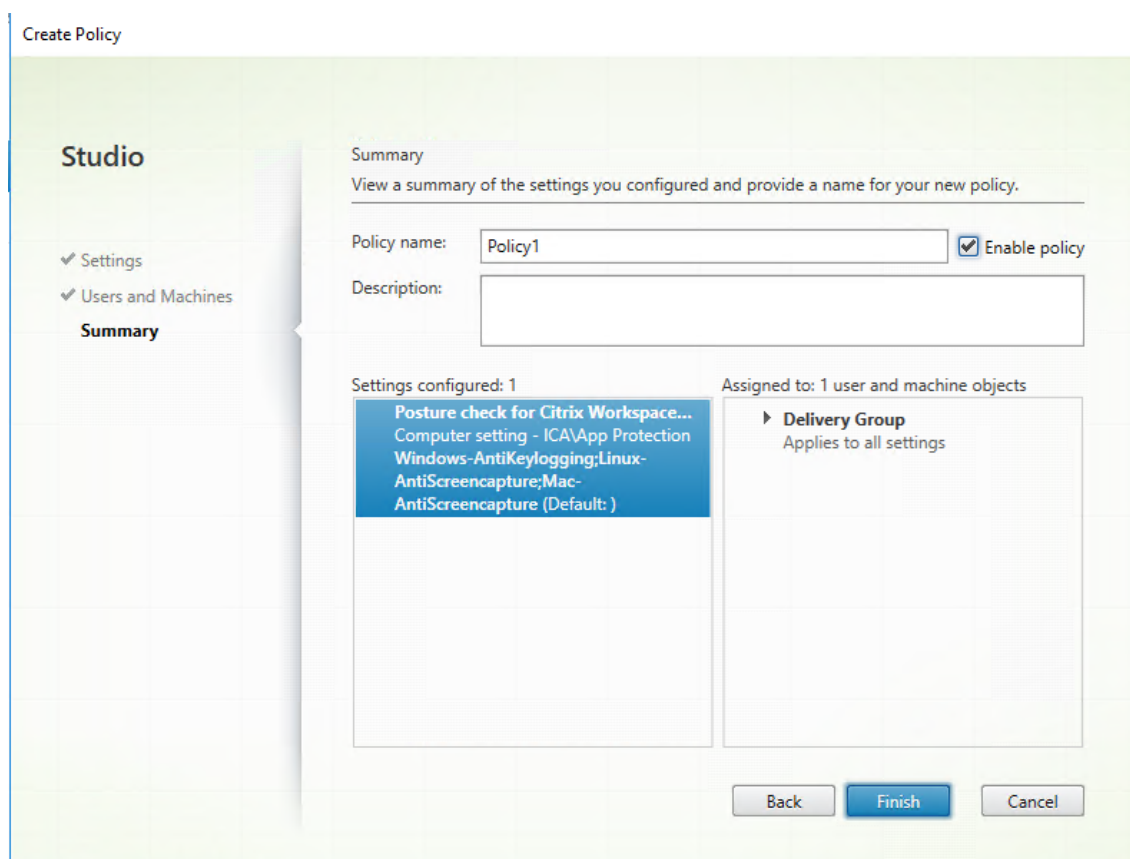 Create Policy
Studio
Settings
Users and Machines
Summary
Summary
View a summary of the settings you configured and provide a name for your new policy.
Policy name:
Policy1
Enable policy
Description:
Settings configured: 1
Posture check for Citrix Workspace...
Computer setting - ICA\App Protection
Windows-AntiKeylogging;Linux-
AntiScreencapture;Mac-
AntiScreencapture (Default: )
Assigned to: 1 user and machine objects
Delivery Group
Applies to all settings
Back
Finish
Cancel